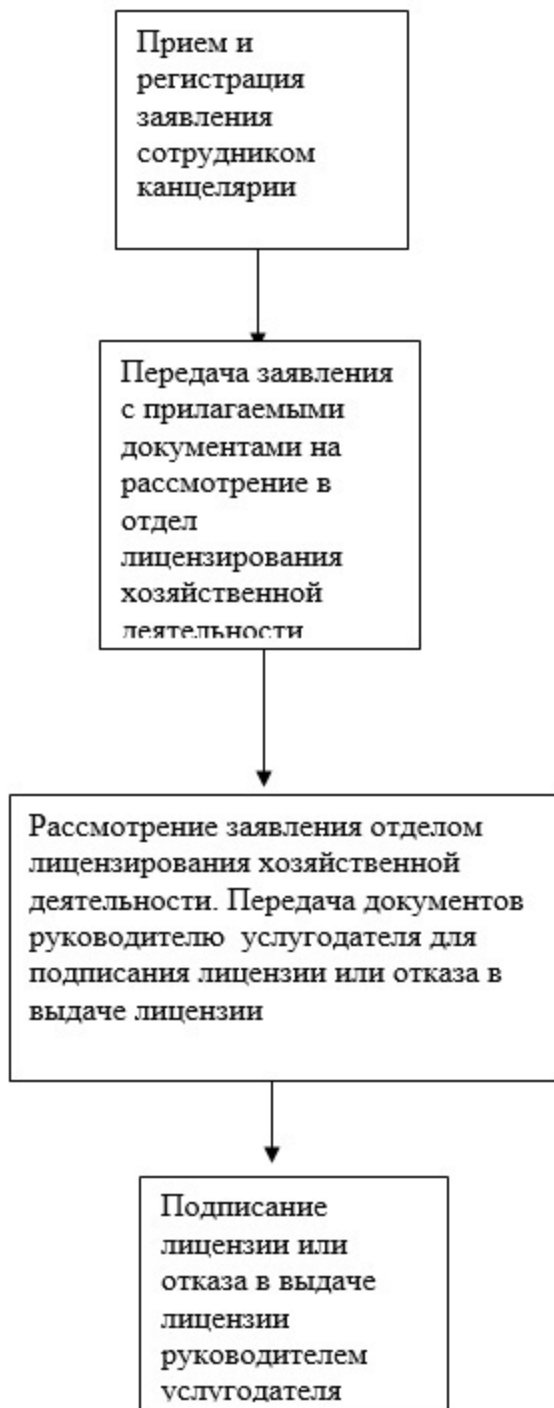 Прием и
регистрация
заявления
сотрудником
канцелярии
Передача заявления
с прилагаемыми
документами на
рассмотрение в
отдел
лицензирования
хозяйственной
деятельности
Рассмотрение заявления отделом
лицензирования хозяйственной
деятельности. Передача документов
руководителю  услугодателя для
подписания лицензии или отказа в
выдаче лицензии
Подписание
лицензии или
отказа в выдаче
лицензии
руководителем
услугодателя